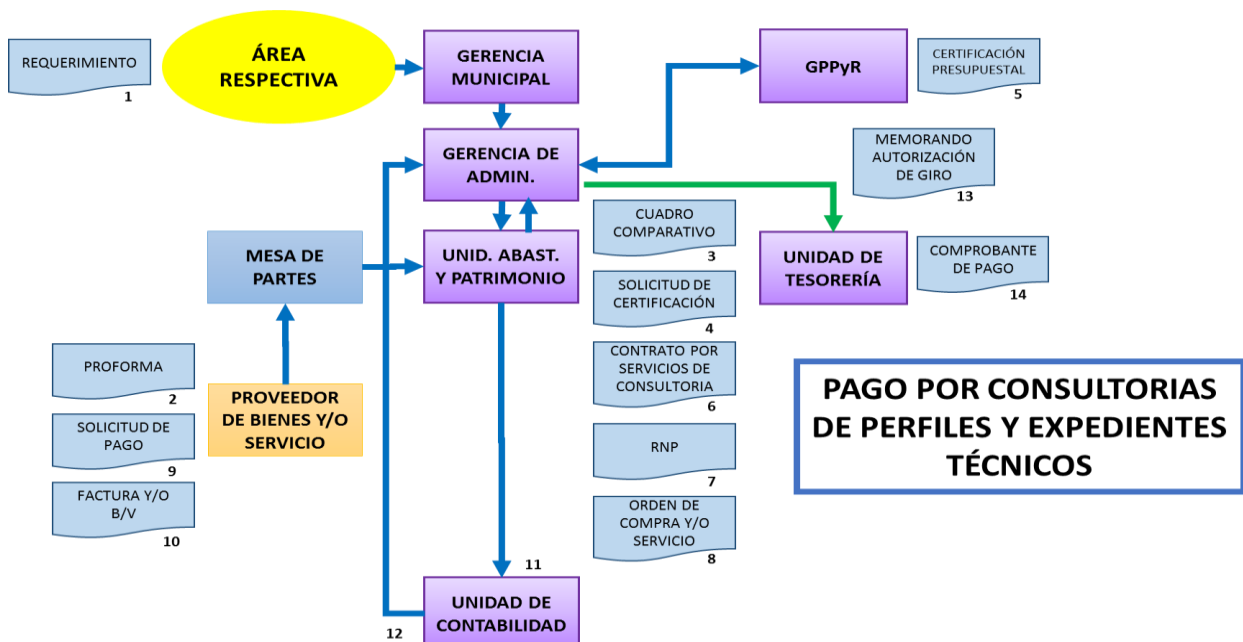 REQUERIMIENTO
1
ÁREA
RESPECTIVA
GERENCIA
MUNICIPAL
GPPyR
CERTIFICACIÓN
PRESUPUESTAL
5
GERENCIA DE
ADMIN.
MEMORANDO
AUTORIZACIÓN
DE GIRO
13
MESA DE
PARTES
UNID. ABAST.
Y PATRIMONIO
CUADRO
COMPARATIVO
3
UNIDAD DE
TESORERÍA
COMPROBANTE
DE PAGO
14
SOLICITUD DE
CERTIFICACIÓN
4
PROFORMA
2
PROVEEDOR
DE BIENES Y/O
SERVICIO
CONTRATO POR
SERVICIOS DE
CONSULTORIA
6
PAGO POR CONSULTORIAS
DE PERFILES Y EXPEDIENTES
TÉCNICOS
SOLICITUD DE
PAGO
9
RNP
7
FACTURA Y/O
B/V
10
ORDEN DE
COMPRA Y/O
SERVICIO
8
11
UNIDAD DE
CONTABILIDAD
12